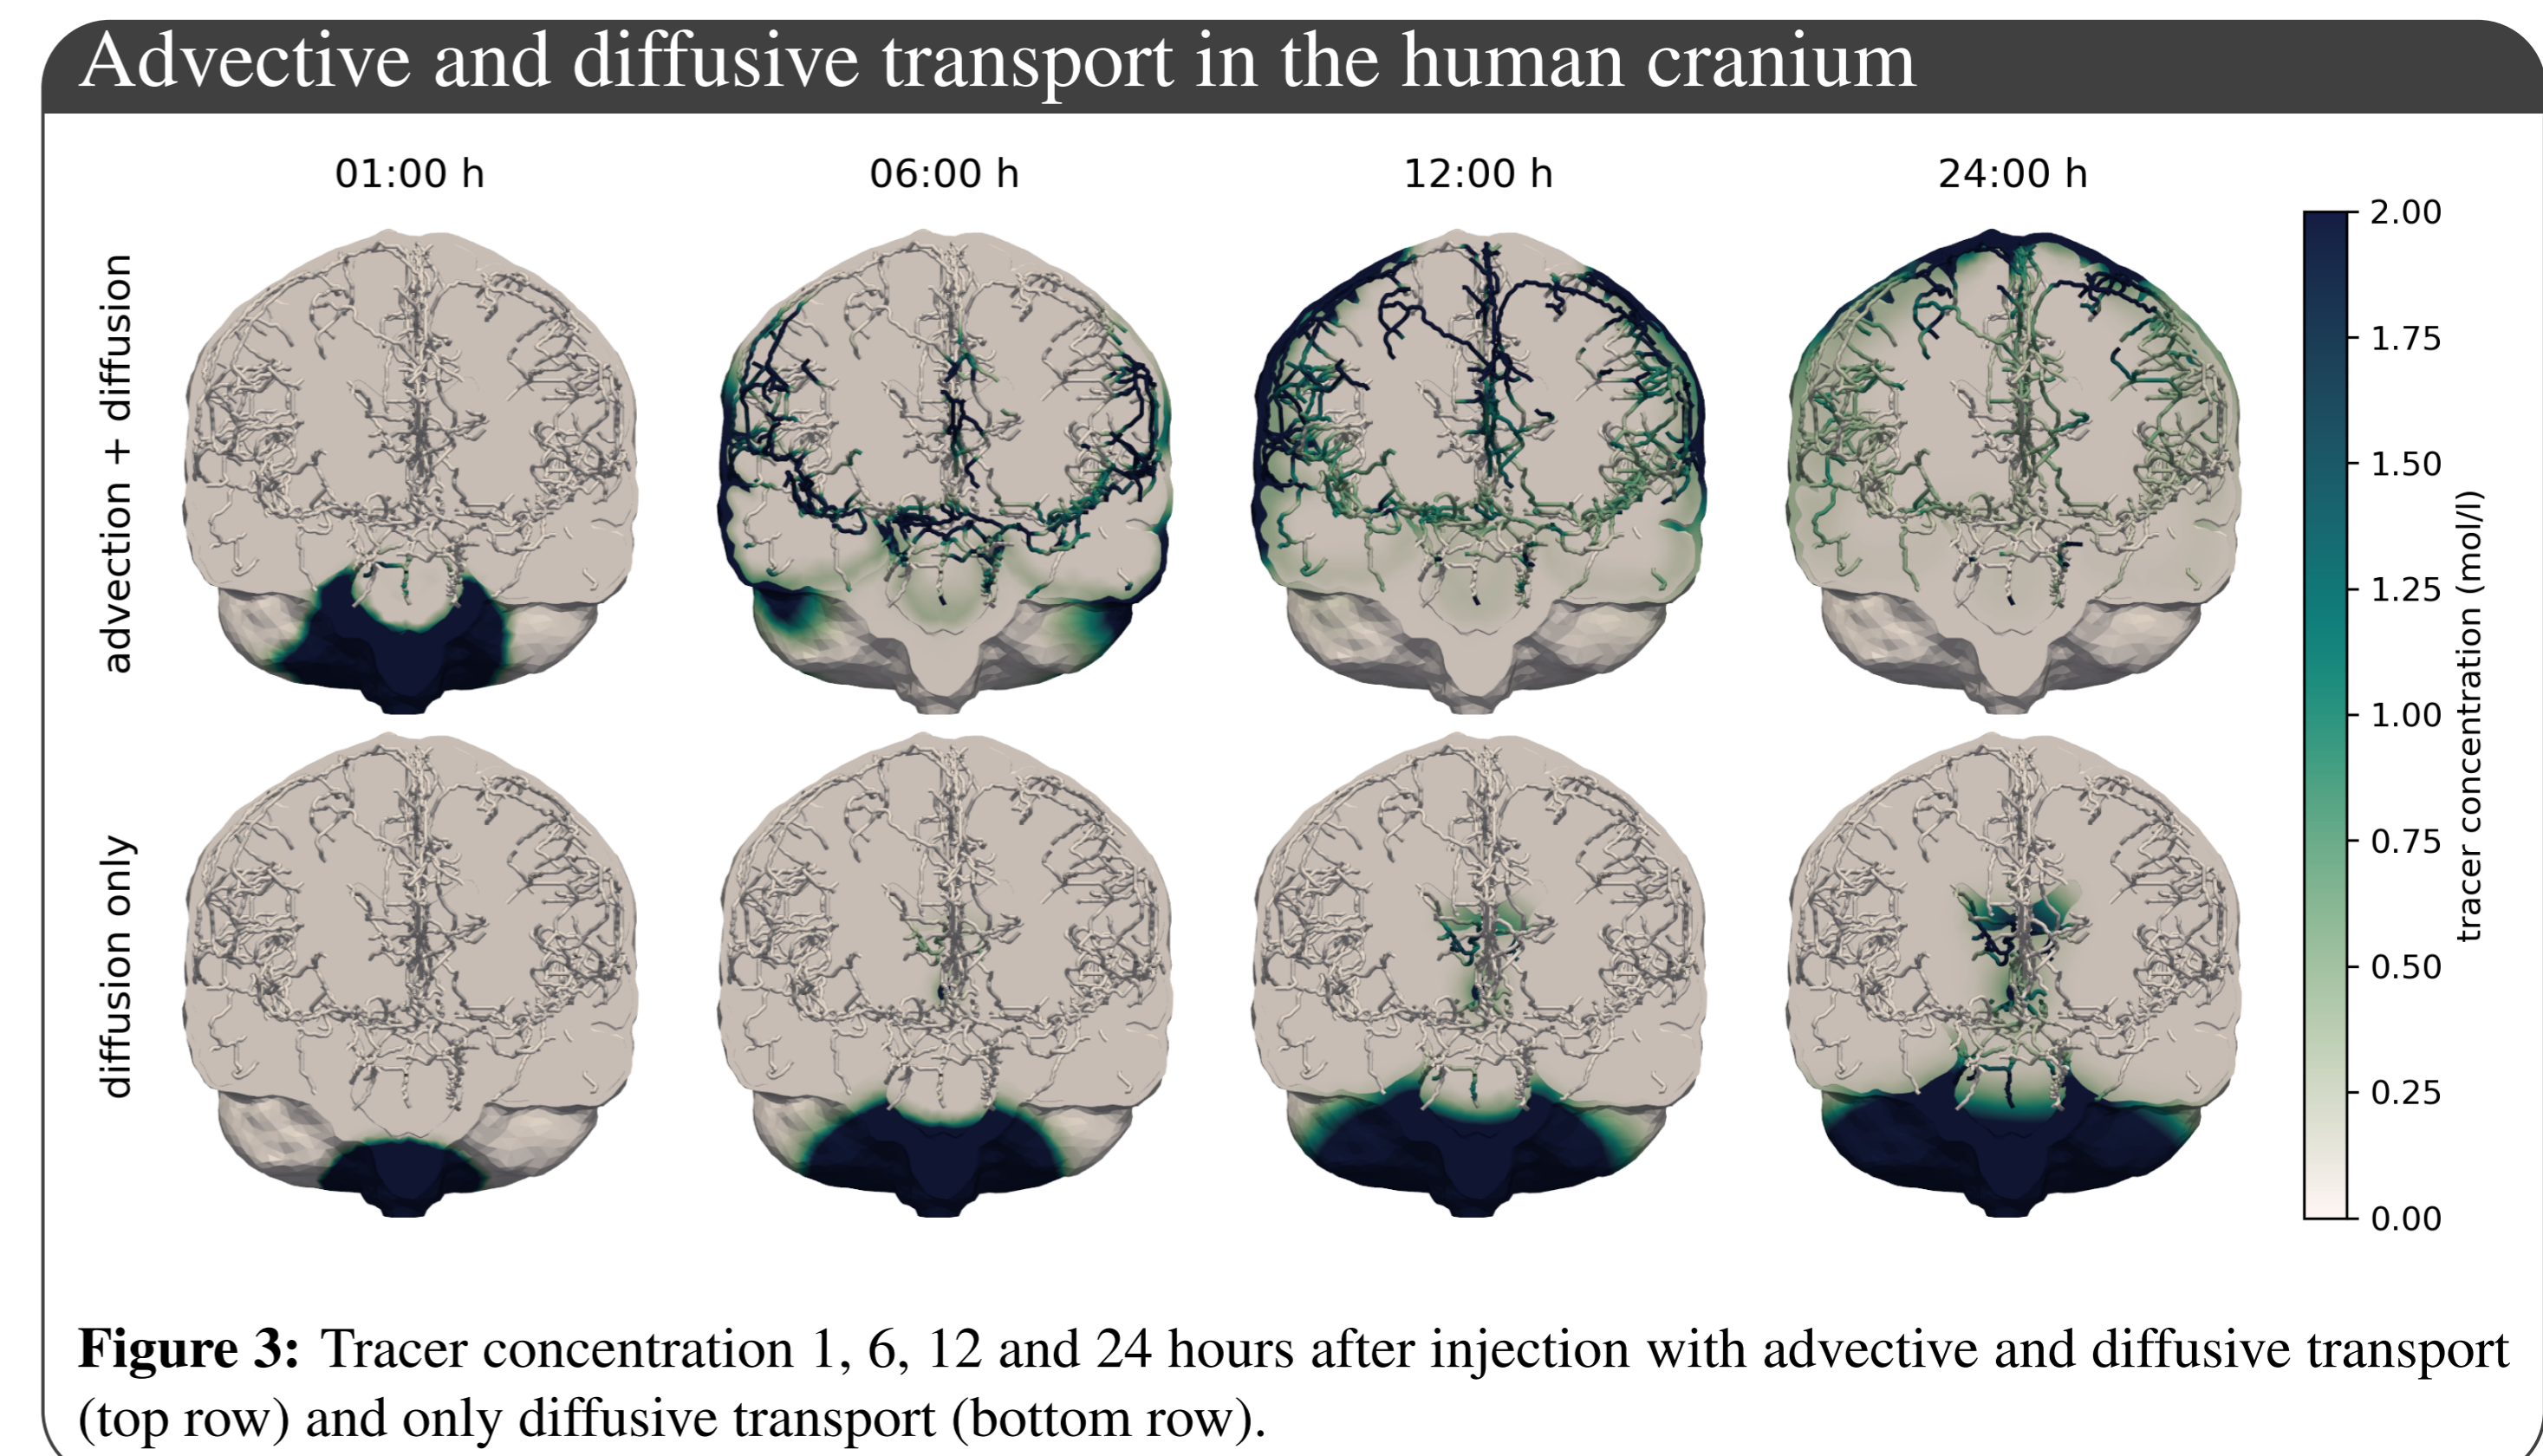 Advective and diffusive transport in the human cranium
01:00 h
06:00 h
12:00 h
24:00 h
advection + diffusion
diffusion only
2.00
1.75
1.50
1.25
1.00
0.75
0.50
0.25
0.00
tracer concentration (mol/l)
Figure 3: Tracer concentration 1, 6, 12 and 24 hours after injection with advective and diffusive transport
(top row) and only diffusive transport (bottom row).